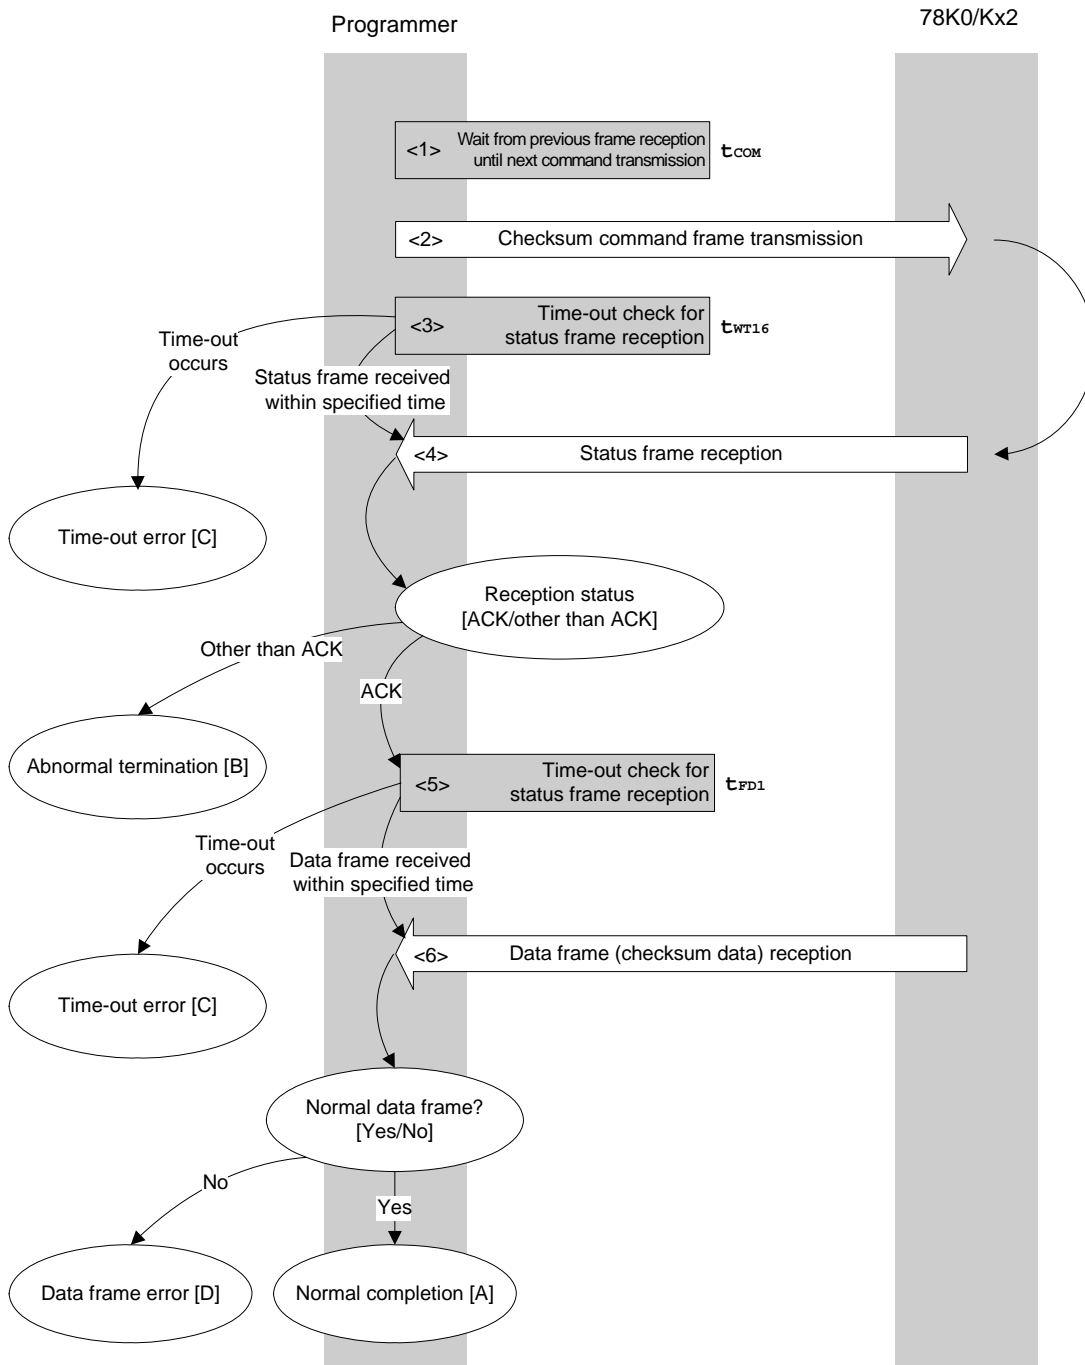 Programmer
78K0/Kx2
<1> Wait from previous frame reception
until next command transmission
tCOM
<2> Checksum command frame transmission
<3> Time-out check for
status frame reception
tWT16
Time-out
occurs
Status frame received
within specified time
<4> Status frame reception
Time-out error [C]
Reception status
[ACK/other than ACK]
Other than ACK
ACK
Abnormal termination [B]
<5> Time-out check for
status frame reception
tFD1
Time-out
occurs
Data frame received
within specified time
<6> Data frame (checksum data) reception
Time-out error [C]
Normal data frame?
[Yes/No]
No
Yes
Data frame error [D]
Normal completion [A]